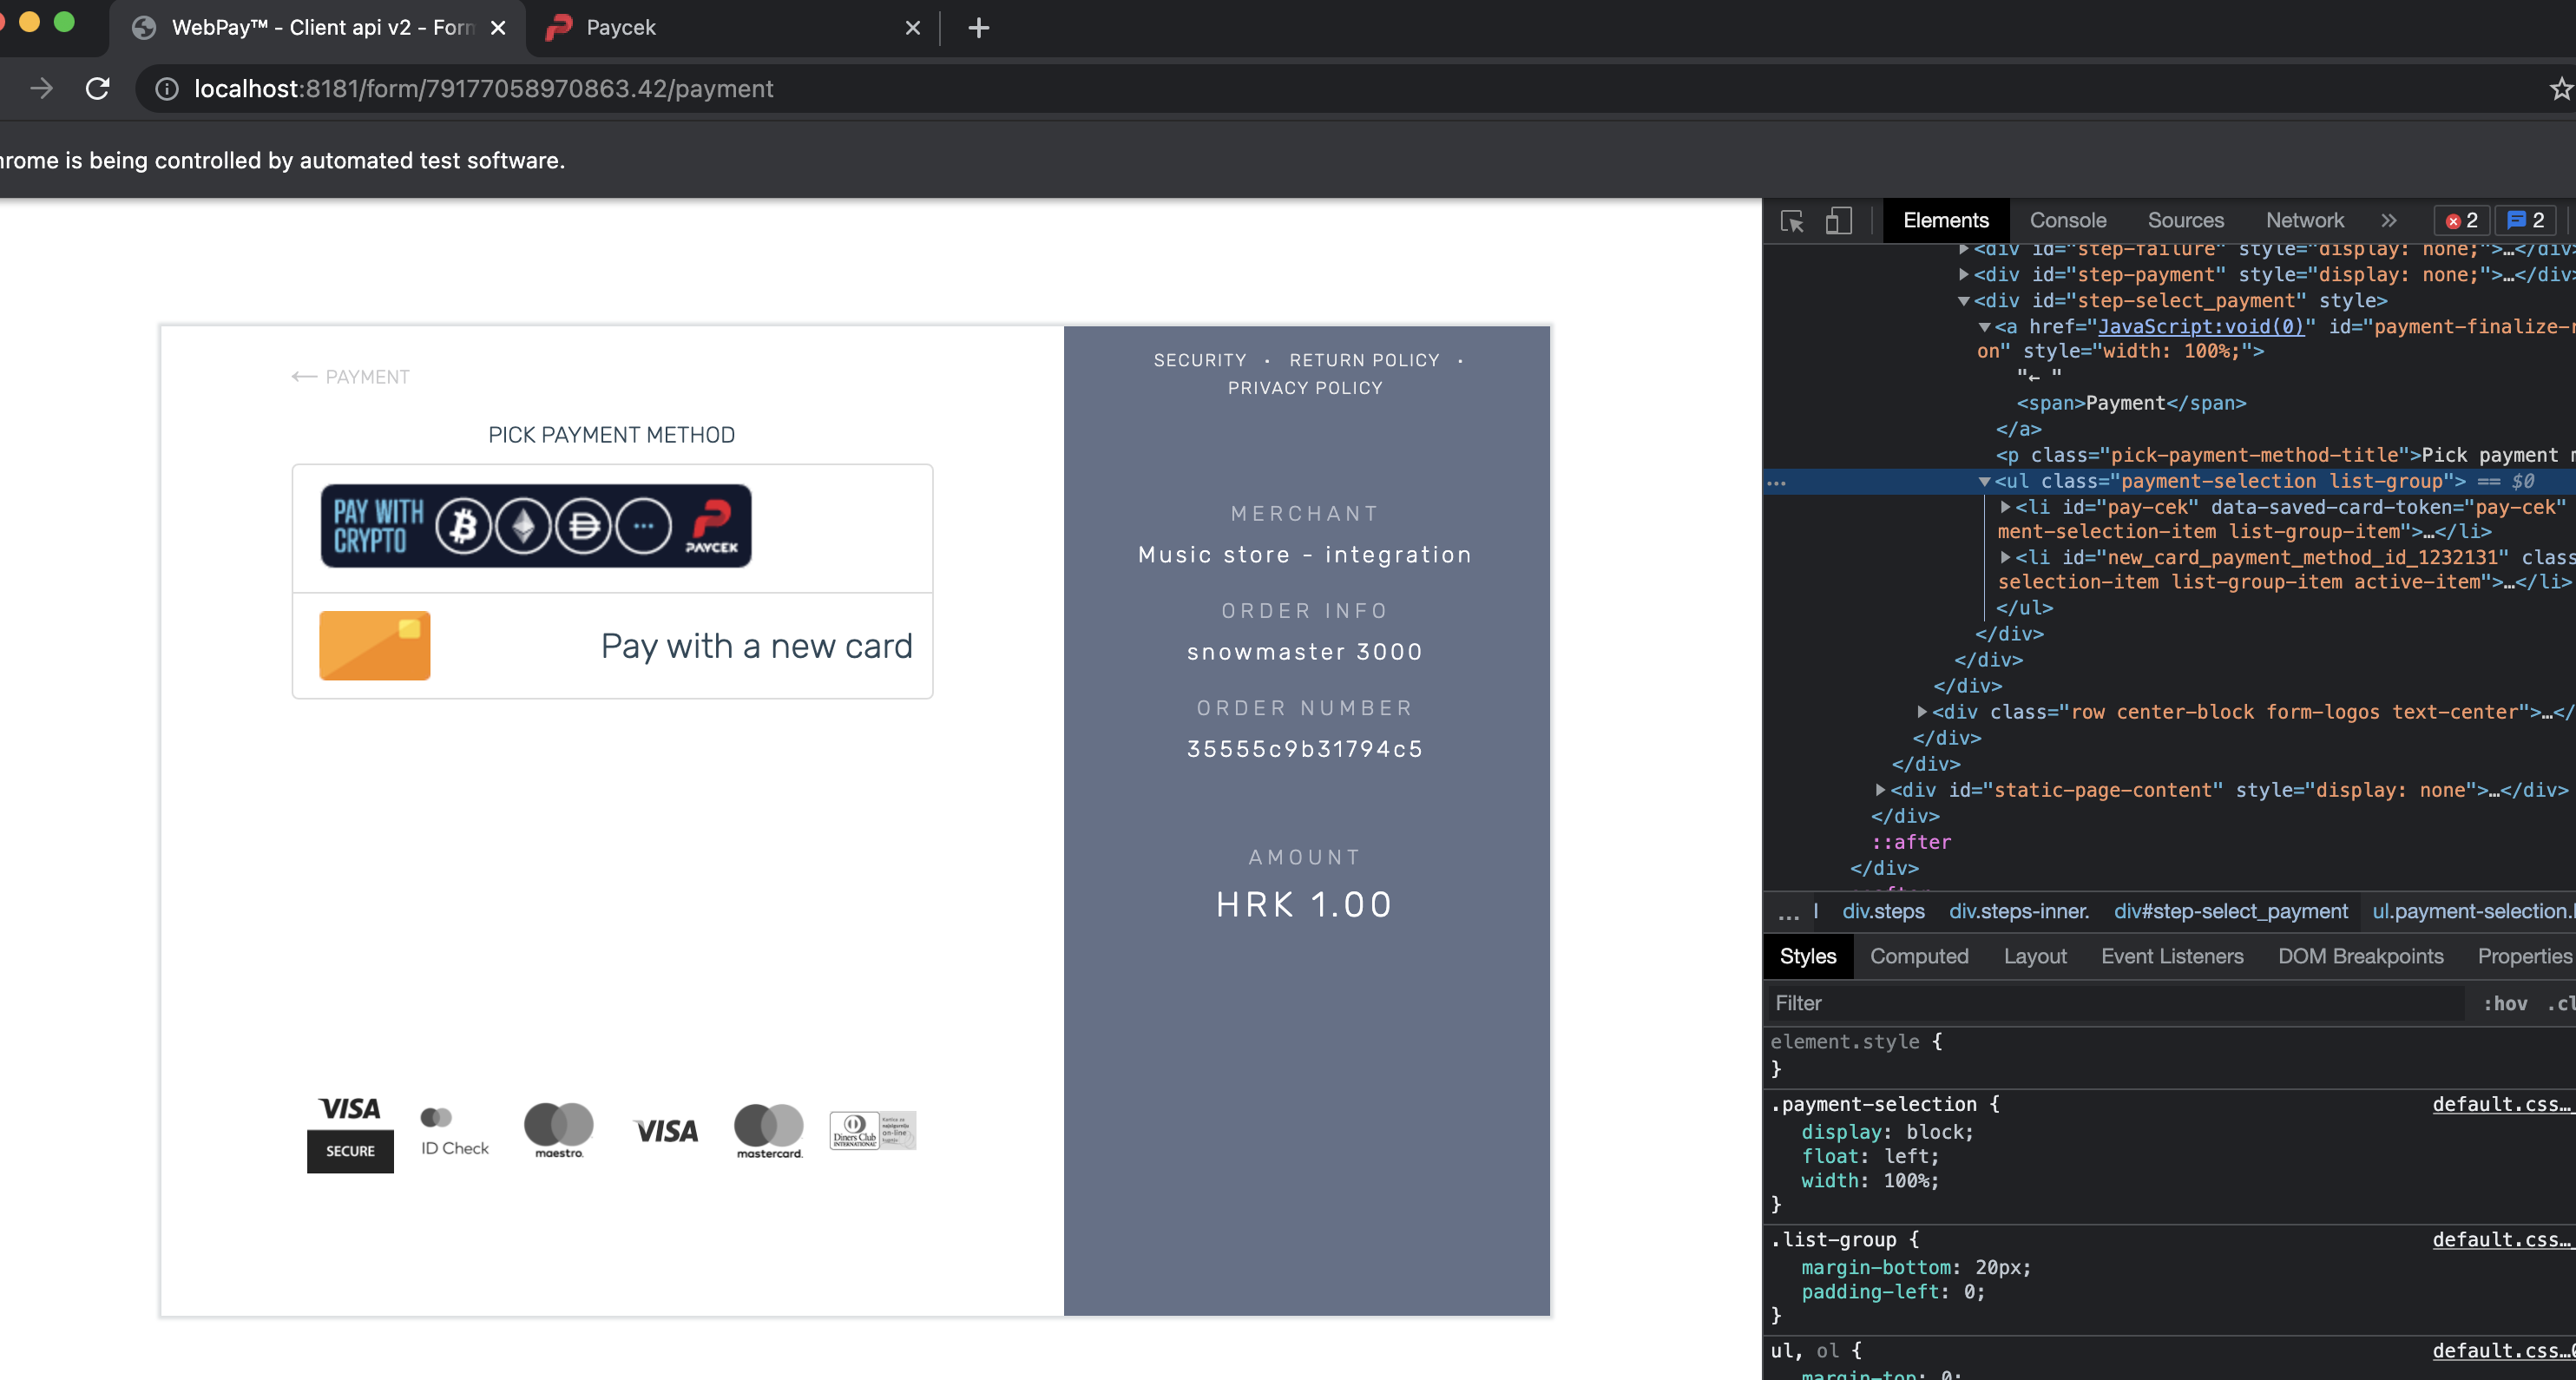 WebPay™ - Client api v2 - Form
Paycek
localhost:8181/form/79177058970863.42/payment
hrome is being controlled by automated test software.
← PAYMENT
PICK PAYMENT METHOD
PAY WITH
CRYPTO
PAYCEK
Pay with a new card
VISA
SECURE
ID Check
maestro.
VISA
mastercard.
Diners Club
INTERNATIONAL
SECURITY • RETURN POLICY •
PRIVACY POLICY
MERCHANT
Music store - integration
ORDER INFO
snowmaster 3000
ORDER NUMBER
35555c9b31794c5
AMOUNT
HRK 1.00
Elements Console Sources Network » 2 2
<div id="step-failure" style="display: none;">…</div>
<div id="step-payment" style="display: none;">…</div>
<div id="step-select_payment" style>
<a href="JavaScript:void(0)" id="payment-finalize-r
on" style="width: 100%;">
"← "
<span>Payment</span>
</a>
<p class="pick-payment-method-title">Pick payment m
<ul class="payment-selection list-group"> == $0
<li id="pay-cek" data-saved-card-token="pay-cek"
ment-selection-item list-group-item">…</li>
<li id="new_card_payment_method_id_1232131" class
selection-item list-group-item active-item">…</li>
</ul>
</div>
</div>
</div>
<div class="row center-block form-logos text-center">…</
</div>
</div>
<div id="static-page-content" style="display: none">…</div>
</div>
::after
</div>
... l div.steps div.steps-inner. div#step-select_payment ul.payment-selection.l
Styles Computed Layout Event Listeners DOM Breakpoints Properties
Filter :hov .cl
element.style {
}
.payment-selection { default.css…
display: block;
float: left;
width: 100%;
}
.list-group { default.css…
margin-bottom: 20px;
padding-left: 0;
}
ul, ol { default.css…
margin-top: 0;